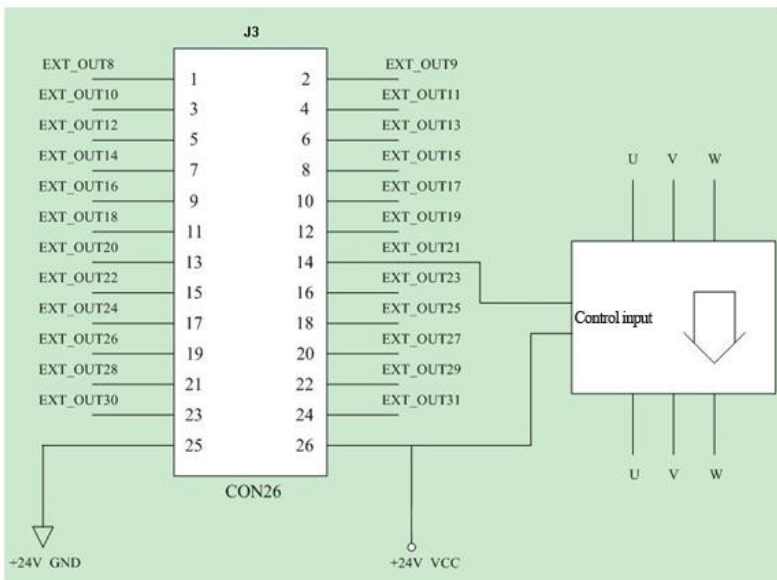 J3
EXT_OUT8 1 2 EXT_OUT9
EXT_OUT10 3 4 EXT_OUT11
EXT_OUT12 5 6 EXT_OUT13
EXT_OUT14 7 8 EXT_OUT15
EXT_OUT16 9 10 EXT_OUT17
EXT_OUT18 11 12 EXT_OUT19
EXT_OUT20 13 14 EXT_OUT21
EXT_OUT22 15 16 EXT_OUT23
EXT_OUT24 17 18 EXT_OUT25
EXT_OUT26 19 20 EXT_OUT27
EXT_OUT28 21 22 EXT_OUT29
EXT_OUT30 23 24 EXT_OUT31
25 26
CON26
+24V GND
+24V VCC
U V W
Control input
U V W